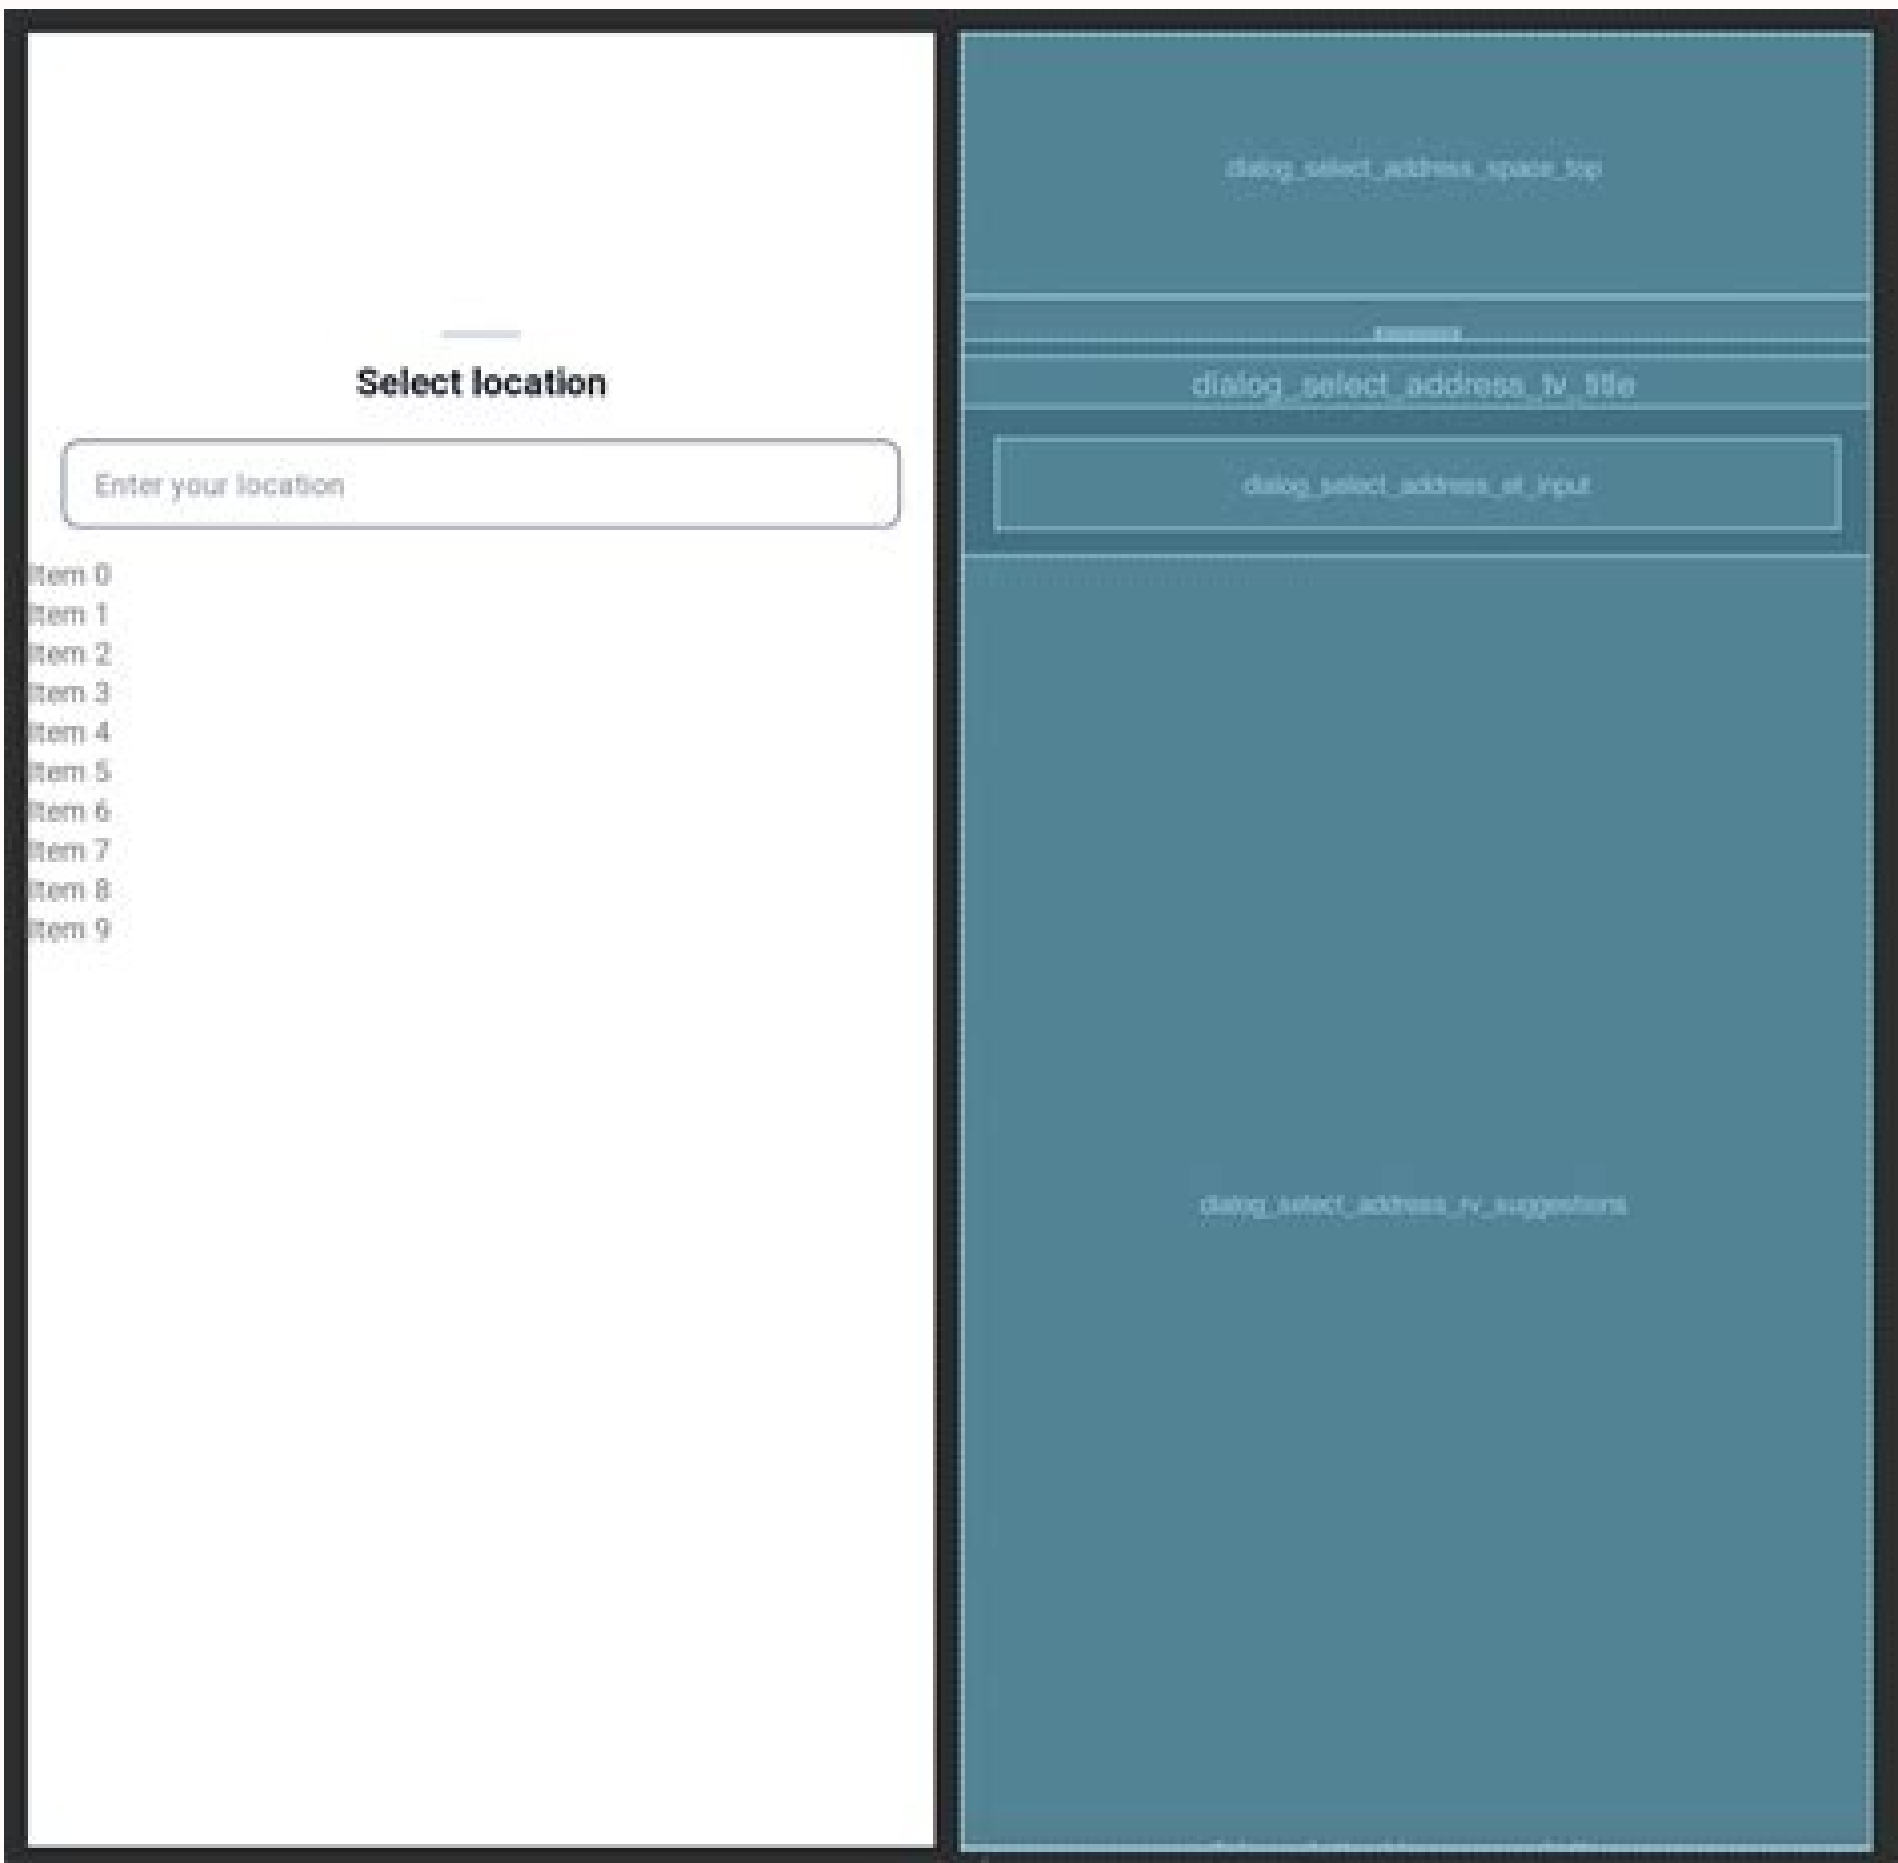 Select location
Enter your location
Item 0
Item 1
Item 2
Item 3
Item 4
Item 5
Item 6
Item 7
Item 8
Item 9
dialog_select_address_space_top
dialog_select_address_tv_title
dialog_select_address_et_input
dialog_select_address_rv_suggestions